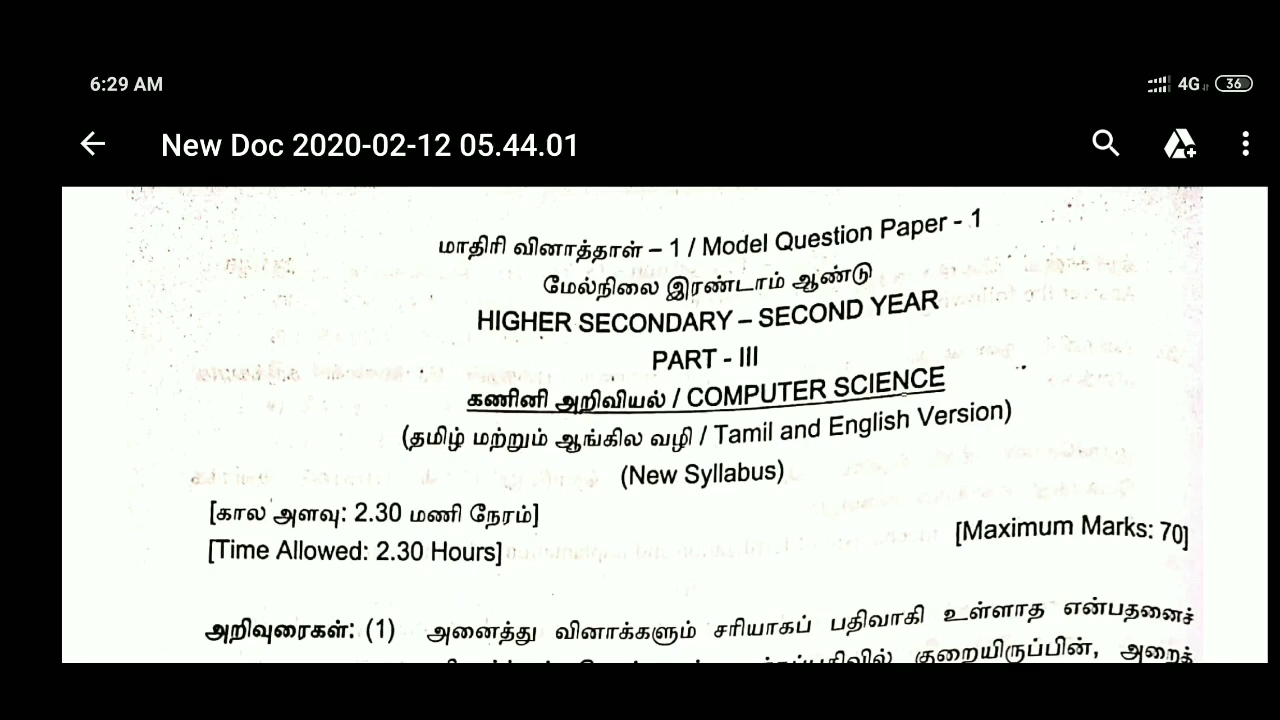 6:29 AM
4G 36
New Doc 2020-02-12 05.44.01
மாதிரி வினாத்தாள் – 1 / Model Question Paper - 1
மேல்நிலை இரண்டாம் ஆண்டு
HIGHER SECONDARY – SECOND YEAR
PART - III
கணினி அறிவியல் / COMPUTER SCIENCE
(தமிழ் மற்றும் ஆங்கில வழி / Tamil and English Version)
(New Syllabus)
[கால அளவு: 2.30 மணி நேரம்]
[Time Allowed: 2.30 Hours]
[Maximum Marks: 70]
அறிவுரைகள்: (1) அனைத்து வினாக்களும் சரியாகப் பதிவாகி உள்ளாத என்பதனைச்
குறையிருப்பின், அறைத்